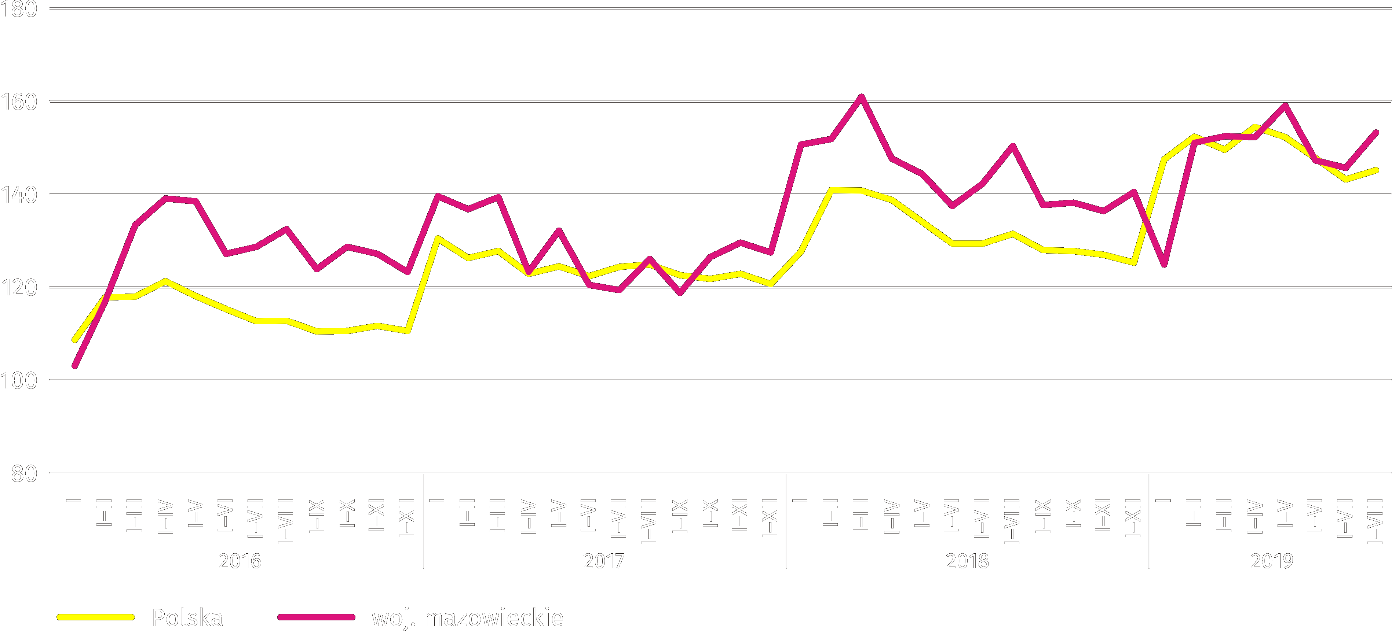 180
160
140
120
100
80
I I-II I-III I-IV I-V I-VI I-VII I-VIII I-IX I-X I-XI I-XII I I-II I-III I-IV I-V I-VI I-VII I-VIII I-IX I-X I-XI I-XII I I-II I-III I-IV I-V I-VI I-VII I-VIII I-IX I-X I-XI I-XII I I-II I-III I-IV I-V I-VI I-VII I-VIII
2016 2017 2018 2019
Polska woj. mazowieckie